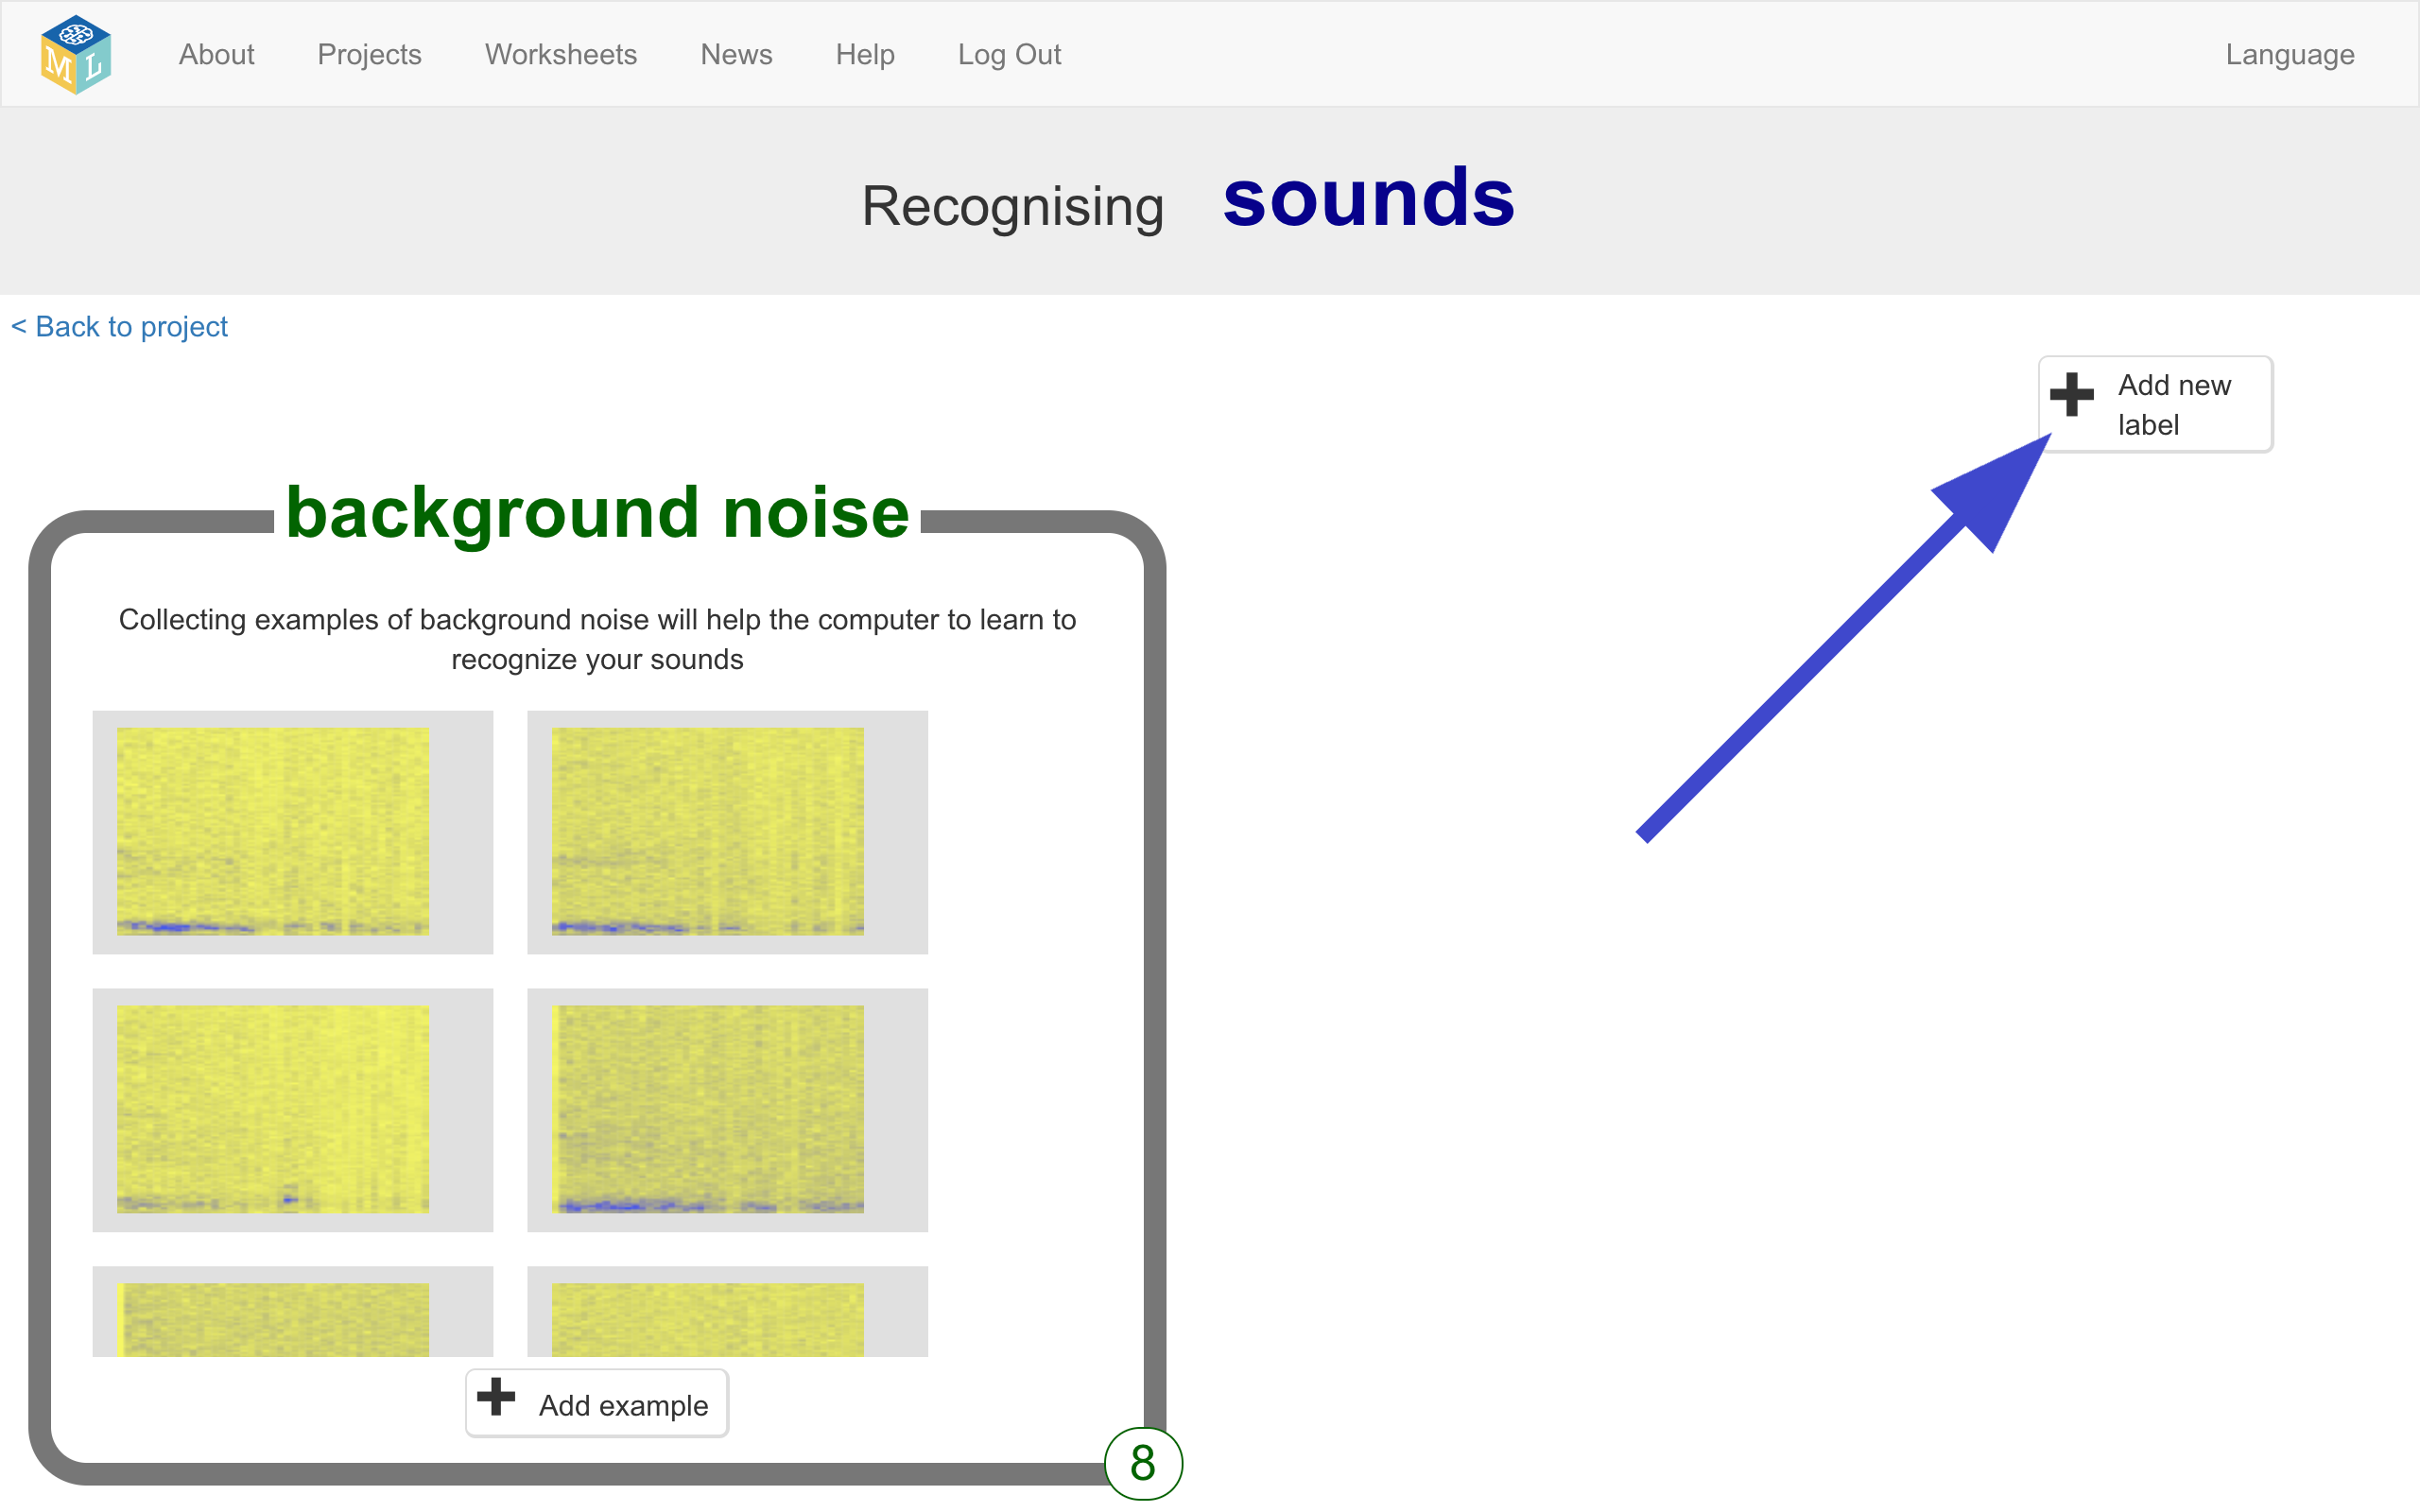 ML
About Projects Worksheets News Help Log Out Language
Recognising sounds
< Back to project
Add new
label
background noise
Collecting examples of background noise will help the computer to learn to
recognize your sounds
Add example
8